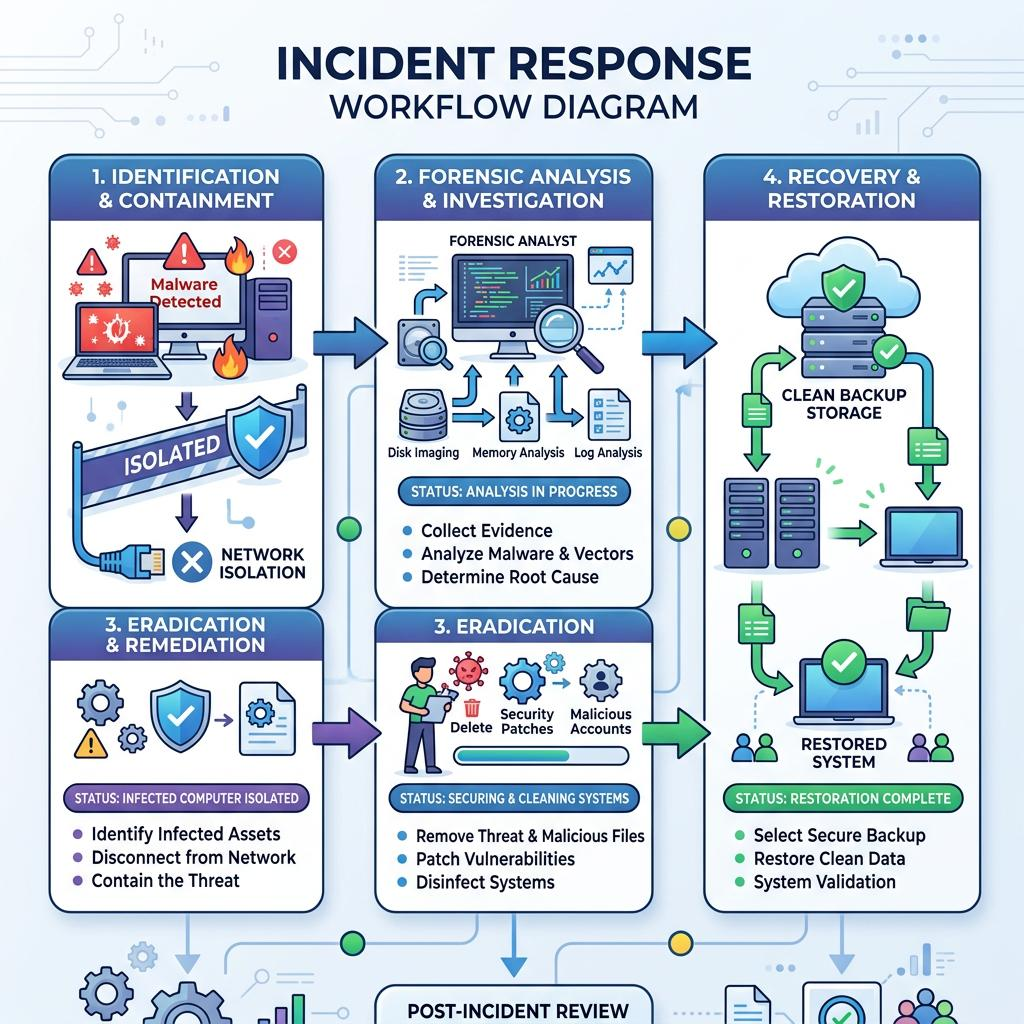 INCIDENT RESPONSE
WORKFLOW DIAGRAM
1. IDENTIFICATION
& CONTAINMENT
Malware
Detected
ISOLATED
NETWORK
ISOLATION
2. FORENSIC ANALYSIS
& INVESTIGATION
FORENSIC ANALYST
Disk Imaging
Memory Analysis
Log Analysis
STATUS: ANALYSIS IN PROGRESS
Collect Evidence
Analyze Malware & Vectors
Determine Root Cause
3. ERADICATION
& REMEDIATION
STATUS: INFECTED COMPUTER ISOLATED
Identify Infected Assets
Disconnect from Network
Contain the Threat
3. ERADICATION
Delete
Security
Patches
Malicious
Accounts
STATUS: SECURING & CLEANING SYSTEMS
Remove Threat & Malicious Files
Patch Vulnerabilities
Disinfect Systems
4. RECOVERY &
RESTORATION
CLEAN BACKUP
STORAGE
RESTORED
SYSTEM
STATUS: RESTORATION COMPLETE
Select Secure Backup
Restore Clean Data
System Validation
POST-INCIDENT REVIEW